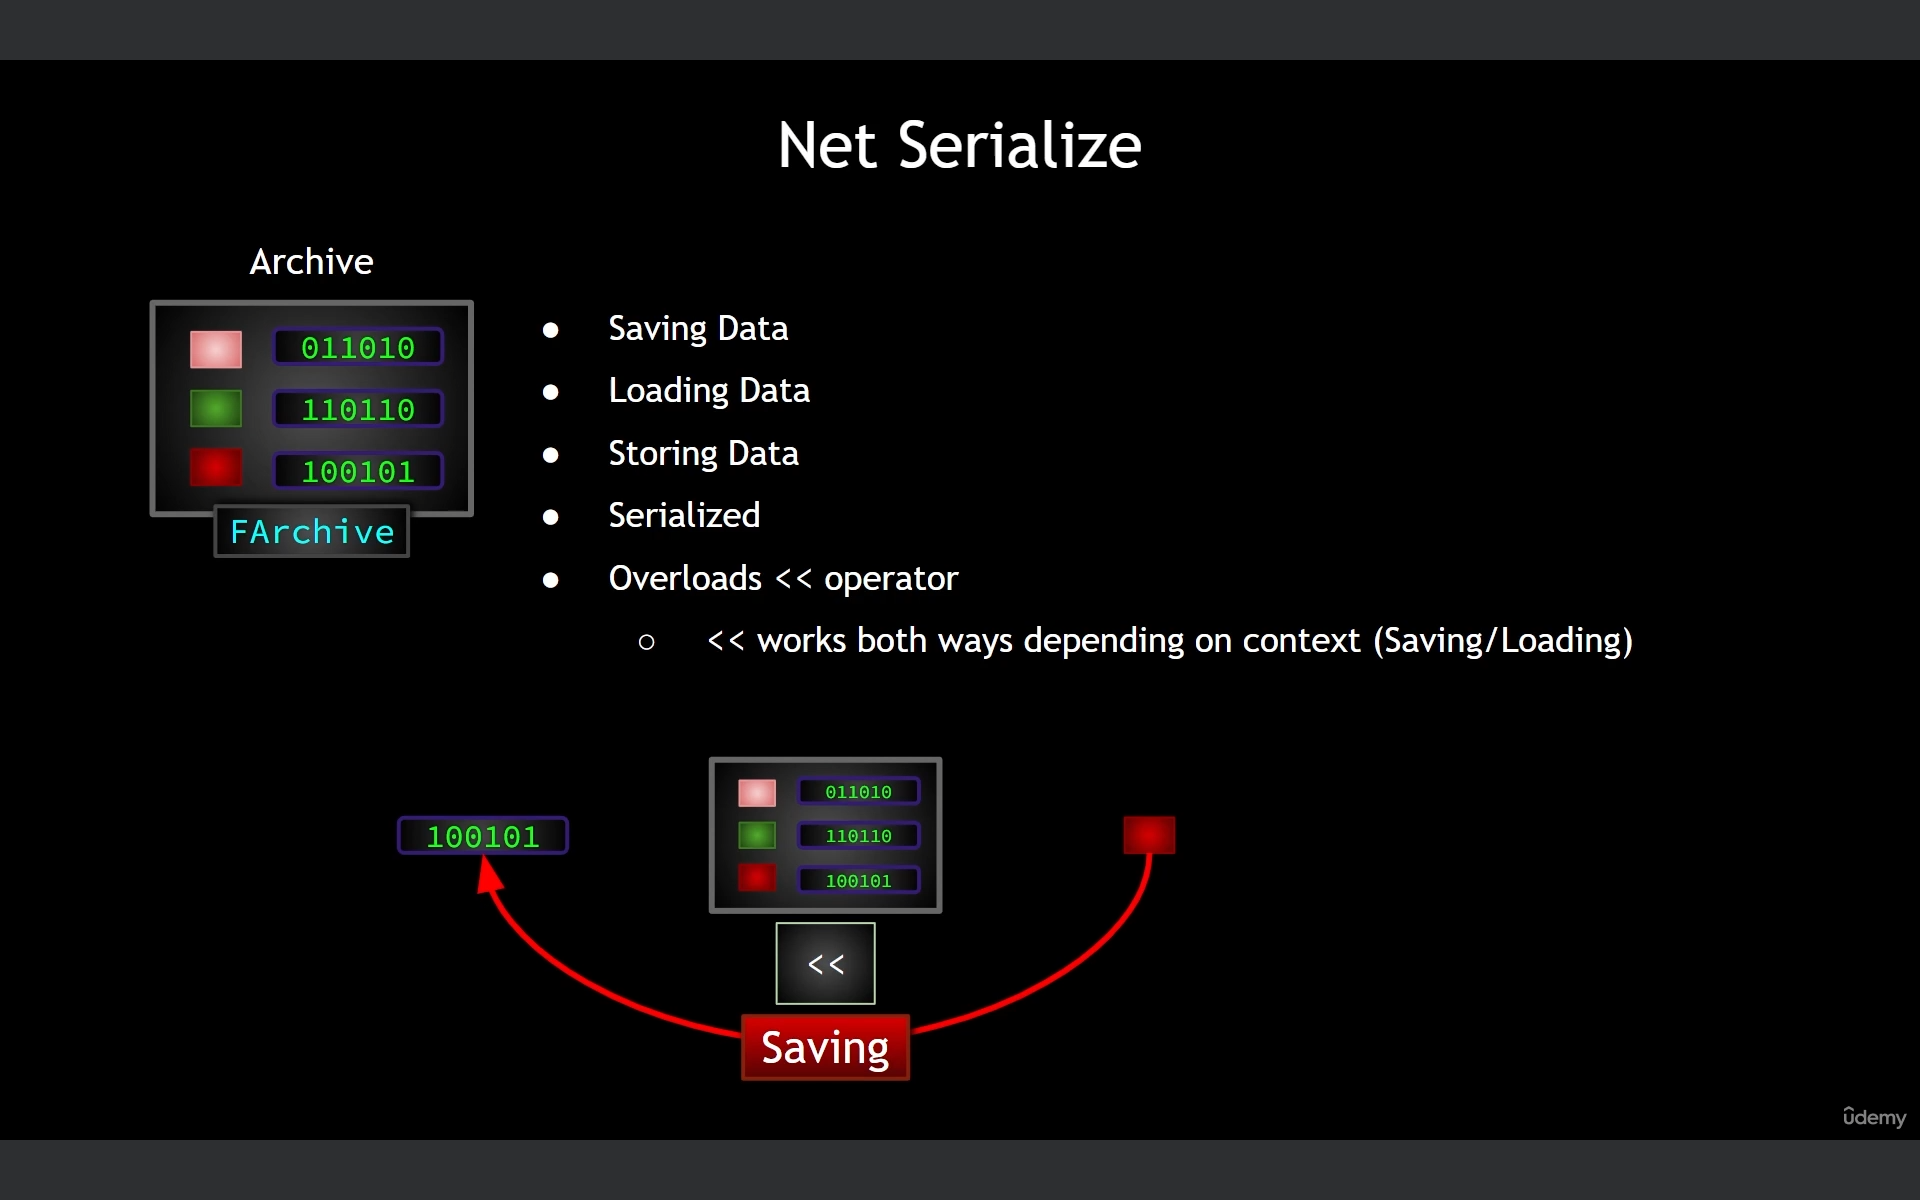 Net Serialize
Archive
011010
110110
100101
FArchive
● Saving Data
● Loading Data
● Storing Data
● Serialized
● Overloads << operator
○ << works both ways depending on context (Saving/Loading)
100101
011010
110110
100101
<<
Saving
ûdemy